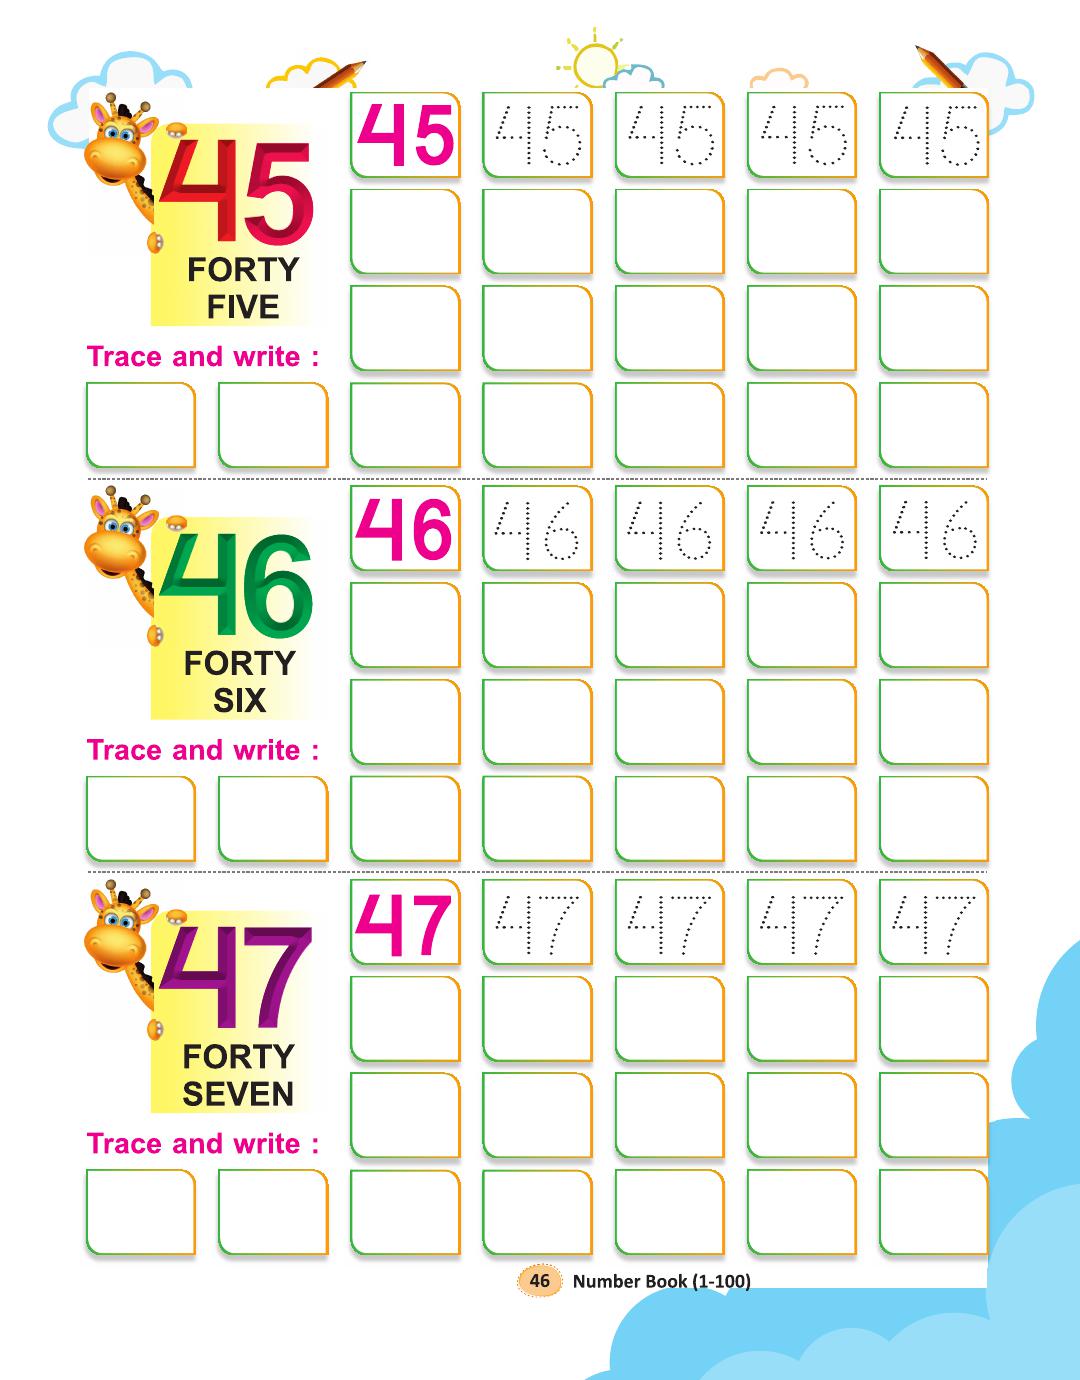 45
FORTY
FIVE
Trace and write :
45 45 45 45 45
46
FORTY
SIX
Trace and write :
46 46 46 46 46
47
FORTY
SEVEN
Trace and write :
47 47 47 47 47
46 Number Book (1-100)